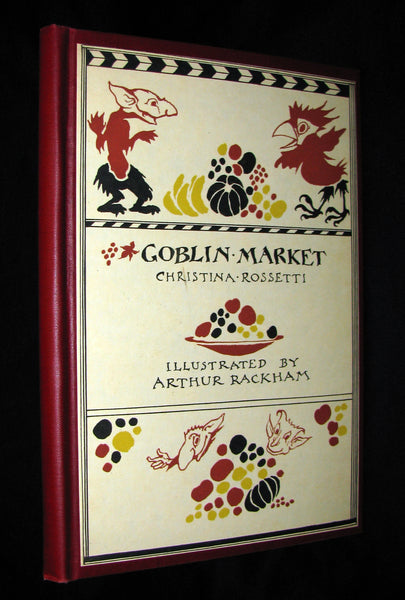 GOBLIN·MARKET
CHRISTINA·ROSSETTI
ILLUSTRATED BY
ARTHUR RACKHAM